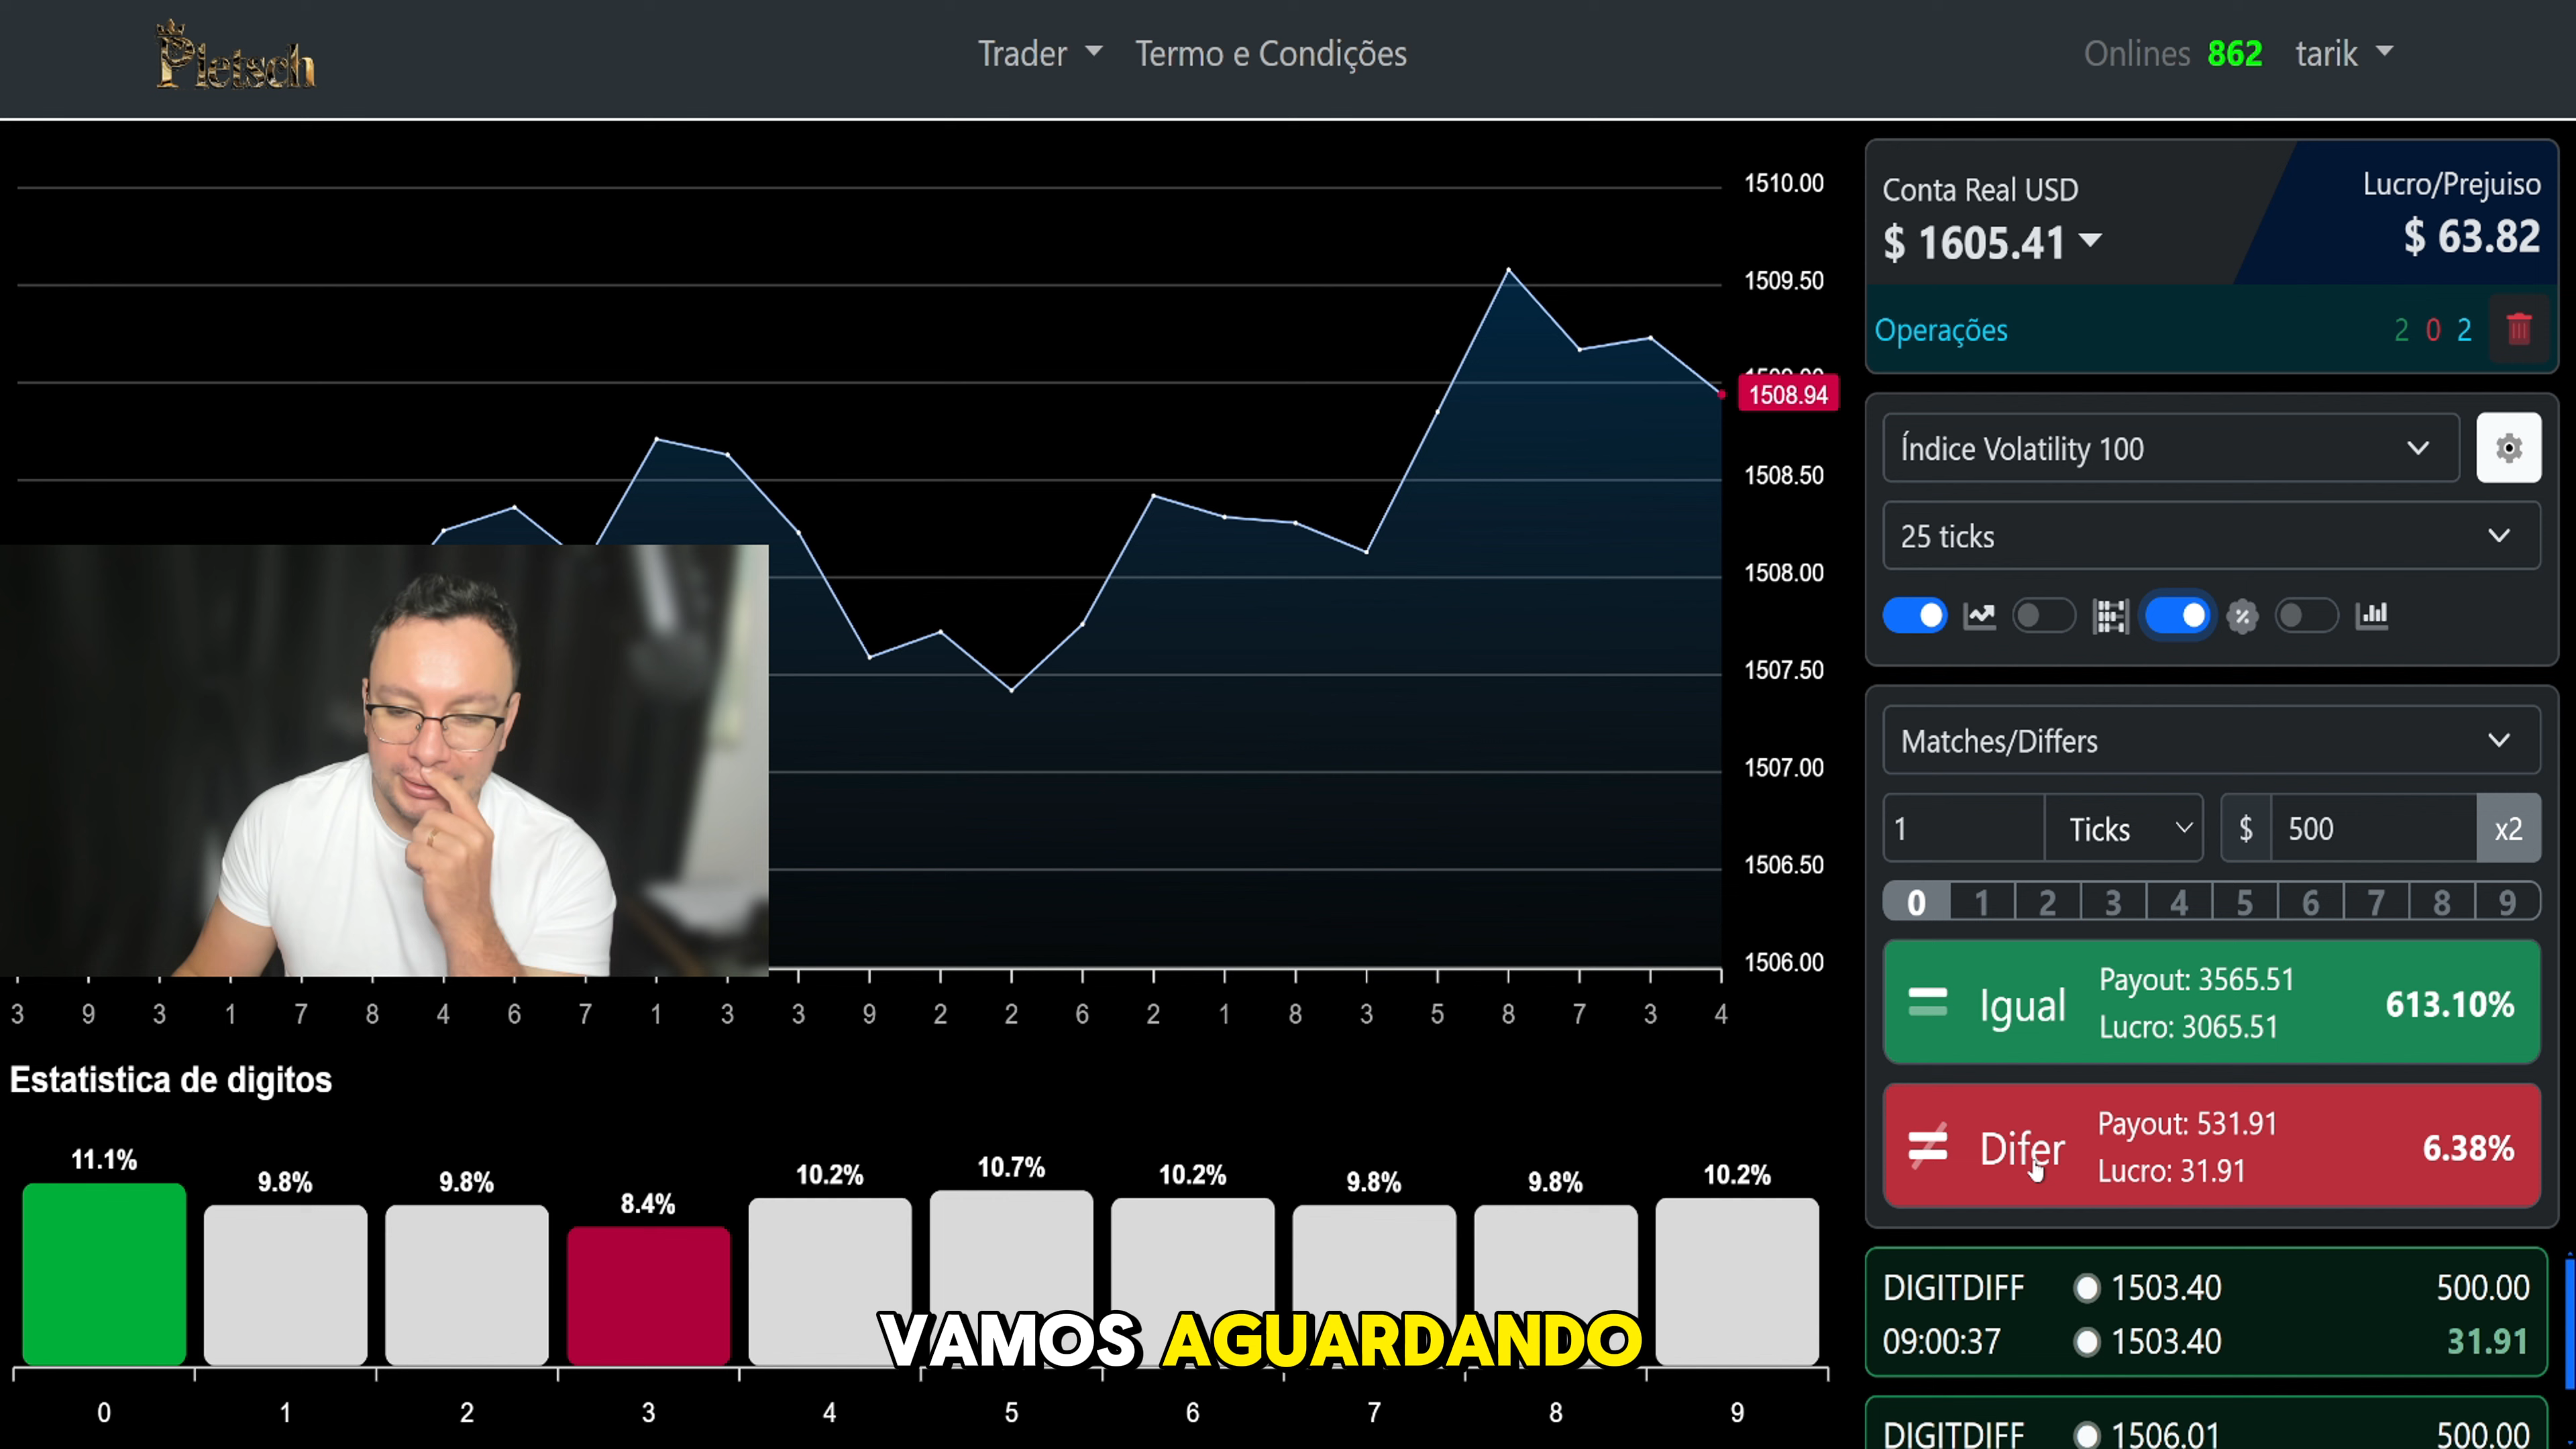 Pletsch
Trader
Termo e Condições
Onlines 862
tarik
1510.00
1509.50
1508.94
1508.50
1508.00
1507.50
1507.00
1506.50
1506.00
3 9 3 1 7 8 4 6 7 1 3 3 9 2 2 6 2 1 8 3 5 8 7 3 4
Estatistica de digitos
11.1% 9.8% 9.8% 8.4% 10.2% 10.7% 10.2% 9.8% 9.8% 10.2%
VAMOS AGUARDANDO
0 1 2 3 4 5 6 7 8 9
Conta Real USD
$ 1605.41
Lucro/Prejuiso
$ 63.82
Operações 2 0 2
Índice Volatility 100
25 ticks
Matches/Differs
1 Ticks $ 500 x2
0 1 2 3 4 5 6 7 8 9
Igual
Payout: 3565.51
Lucro: 3065.51
613.10%
Difer
Payout: 531.91
Lucro: 31.91
6.38%
DIGITDIFF 1503.40 500.00
09:00:37 1503.40 31.91
DIGITDIFF 1506.01 500.00